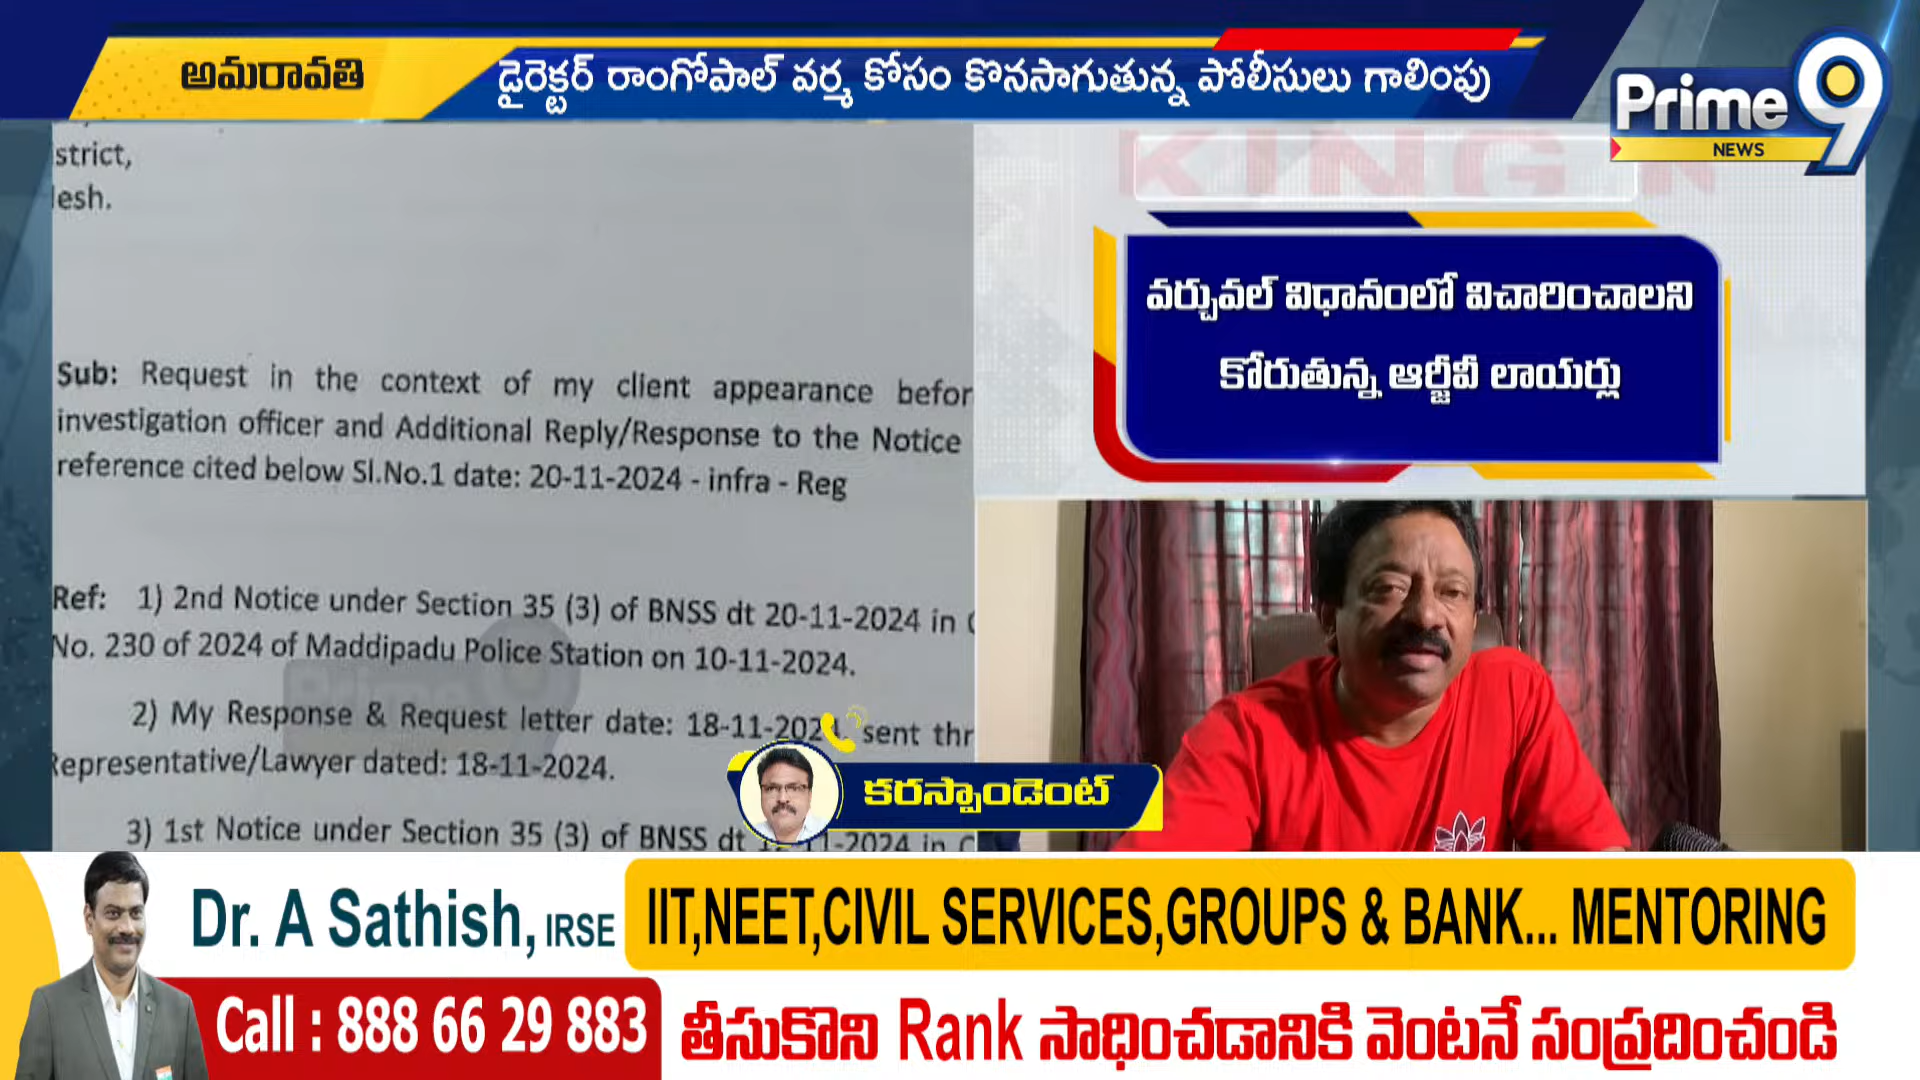 అమరావతి
డైరెక్టర్ రాంగోపాల్ వర్మ కోసం కొనసాగుతున్న పోలీసులు గాలింపు
Prime 9
NEWS
strict,
esh.
KING N
వర్చువల్ విధానంలో విచారించాలని
కోరుతున్న ఆర్జీవీ లాయర్లు
Sub: Request in the context of my client appearance befor
investigation officer and Additional Reply/Response to the Notice
reference cited below Sl.No.1 date: 20-11-2024 - infra - Reg
Ref: 1) 2nd Notice under Section 35 (3) of BNSS dt 20-11-2024 in
No. 230 of 2024 of Maddipadu Police Station on 10-11-2024.
2) My Response & Request letter date: 18-11-202 sent thr
Representative/Lawyer dated: 18-11-2024.
3) 1st Notice under Section 35 (3) of BNSS dt 12-11-2024 in
కరస్పాండెంట్
Dr. A Sathish, IRSE
IIT,NEET,CIVIL SERVICES,GROUPS & BANK... MENTORING
Call : 888 66 29 883
తీసుకొని Rank సాధించడానికి వెంటనే సంప్రదించండి